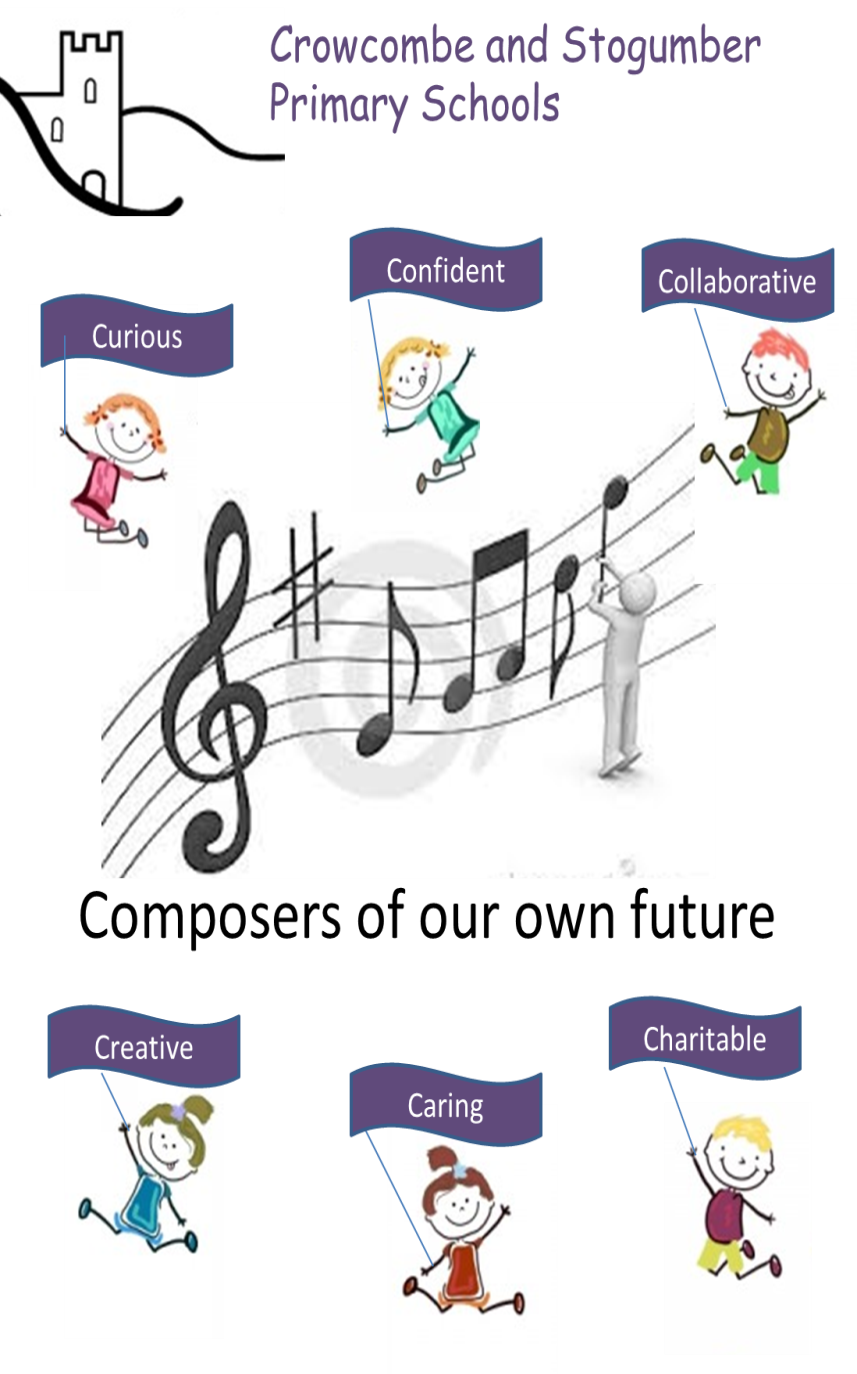 Crowcombe and Stogumber
Primary Schools
Confident
Collaborative
Curious
Composers of our own future
Creative
Charitable
Caring